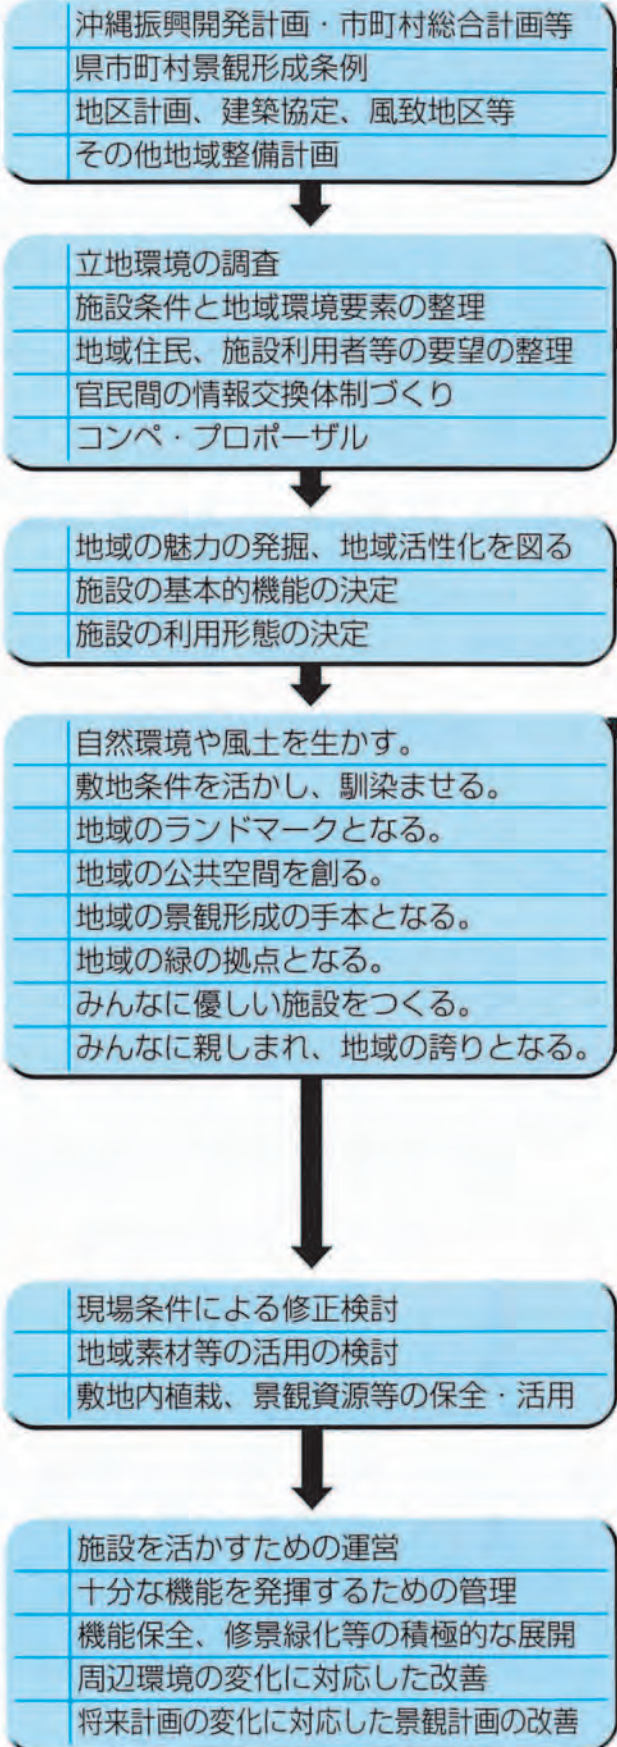 沖縄振興開発計画・市町村総合計画等
県市町村景観形成条例
地区計画、建築協定、風致地区等
その他地域整備計画
立地環境の調査
施設条件と地域環境要素の整理
地域住民、施設利用者等の要望の整理
官民間の情報交換体制づくり
コンペ・プロポーザル
地域の魅力の発掘、地域活性化を図る
施設の基本的機能の決定
施設の利用形態の決定
自然環境や風土を生かす。
敷地条件を活かし、馴染ませる。
地域のランドマークとなる。
地域の公共空間を創る。
地域の景観形成の手本となる。
地域の緑の拠点となる。
みんなに優しい施設をつくる。
みんなに親しまれ、地域の誇りとなる。
現場条件による修正検討
地域素材等の活用の検討
敷地内植栽、景観資源等の保全・活用
施設を活かすための運営
十分な機能を発揮するための管理
機能保全、修景緑化等の積極的な展開
周辺環境の変化に対応した改善
将来計画の変化に対応した景観計画の改善